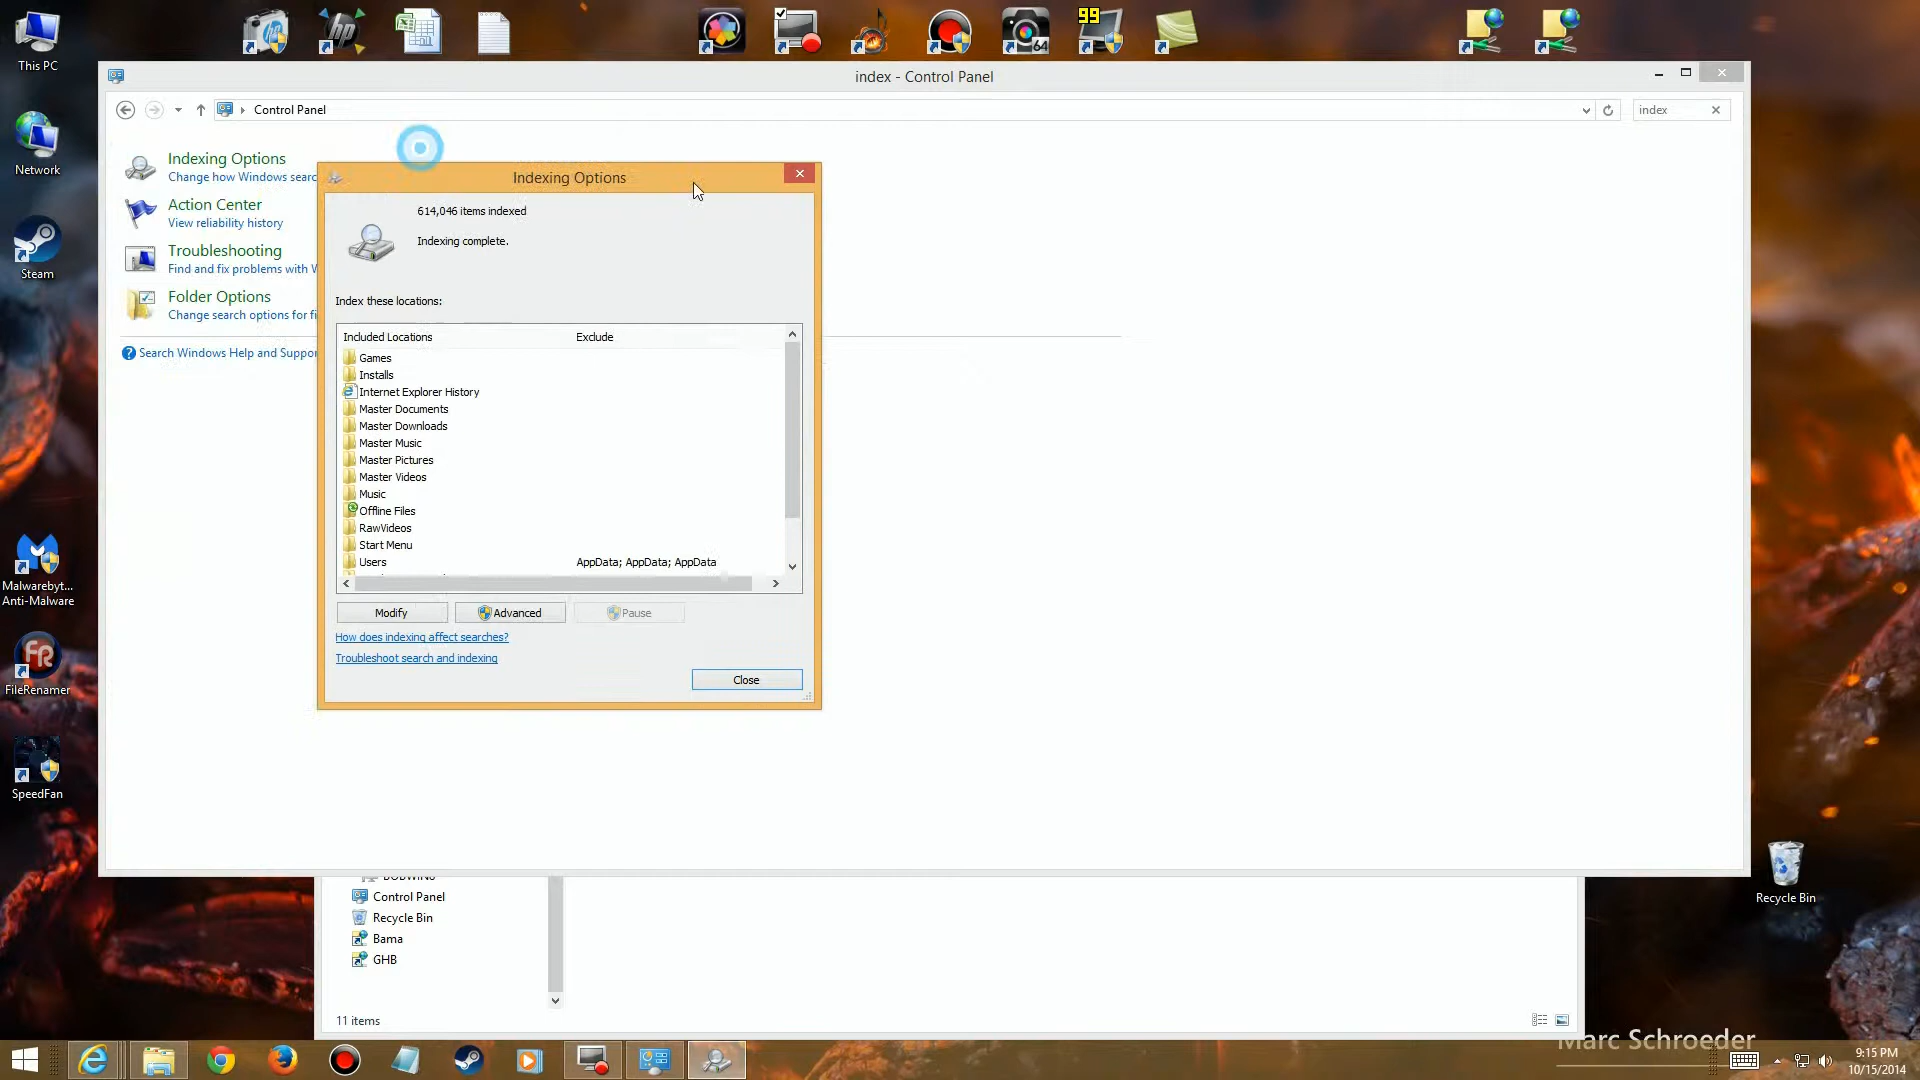 99
64
This PC
Network
Steam
Malwarebyt...
Anti-Malware
FileRenamer
SpeedFan
Recycle Bin
index - Control Panel
Control Panel
index
Indexing Options
Change how Windows searc
Action Center
View reliability history
Troubleshooting
Find and fix problems with W
Folder Options
Change search options for fi
Search Windows Help and Suppor
Indexing Options
614,046 items indexed
Indexing complete.
Index these locations:
Included Locations Exclude
Games
Installs
Internet Explorer History
Master Documents
Master Downloads
Master Music
Master Pictures
Master Videos
Music
Offline Files
RawVideos
Start Menu
Users AppData; AppData; AppData
Modify Advanced Pause
How does indexing affect searches?
Troubleshoot search and indexing
Close
Control Panel
Recycle Bin
Bama
GHB
11 items
Marc Schroeder
9:15 PM
10/15/2014